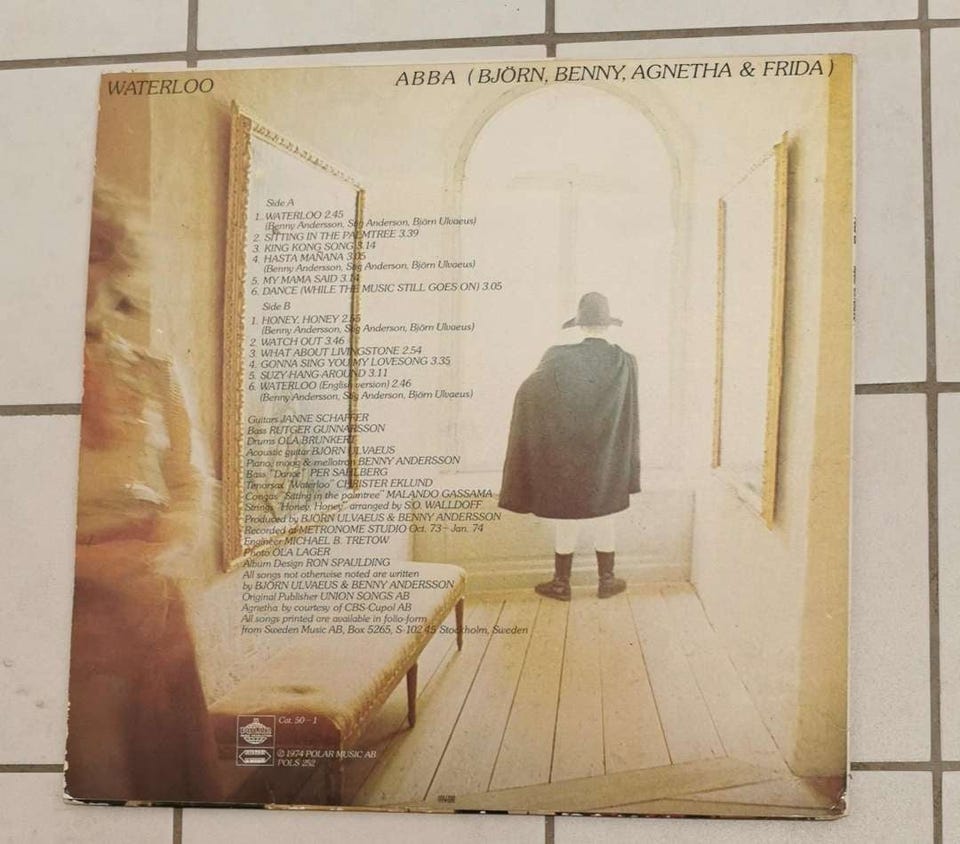 WATERLOO
ABBA (BJÖRN, BENNY, AGNETHA & FRIDA)
Side A
1. WATERLOO 2.45
(Benny Andersson, Stig Anderson, Björn Ulvaeus)
2. SITTING IN THE PALMTREE 3.39
3. KING KONG SONG 3.14
4. HASTA MAÑANA 3.05
(Benny Andersson, Stig Anderson, Björn Ulvaeus)
5. MY MAMA SAID 3.14
6. DANCE (WHILE THE MUSIC STILL GOES ON) 3.05
Side B
1. HONEY, HONEY 2.55
(Benny Andersson, Stig Anderson, Björn Ulvaeus)
2. WATCH OUT 3.46
3. WHAT ABOUT LIVINGSTONE 2.54
4. GONNA SING YOU MY LOVESONG 3.35
5. SUZY-HANG-AROUND 3.11
6. WATERLOO (English version) 2.46
(Benny Andersson, Stig Anderson, Björn Ulvaeus)
Guitars JANNE SCHAFFER
Bass RUTGER GUNNARSSON
Drums OLA BRUNKERT
Acoustic guitar BJÖRN ULVAEUS
Piano, moog & mellotron BENNY ANDERSSON
Bass "Dance" PER SAHLBERG
Tenorsax "Waterloo" CHRISTER EKLUND
Congas "Sitting in the palmtree" MALANDO GASSAMA
Strings "Honey, Honey" arranged by S.O. WALLDOFF
Produced by BJÖRN ULVAEUS & BENNY ANDERSSON
Recorded at METRONOME STUDIO Oct. 73 – Jan. 74
Engineer MICHAEL B. TRETOW
Photo OLA LAGER
Album Design RON SPAULDING
All songs not otherwise noted are written
by BJÖRN ULVAEUS & BENNY ANDERSSON
Original Publisher UNION SONGS AB
Agnetha by courtesy of CBS-Cupol AB
All songs printed are available in folio-form
from Sweden Music AB, Box 5265, S-102 45 Stockholm, Sweden
Cat. 50 – 1
℗ 1974 POLAR MUSIC AB
POLS 252